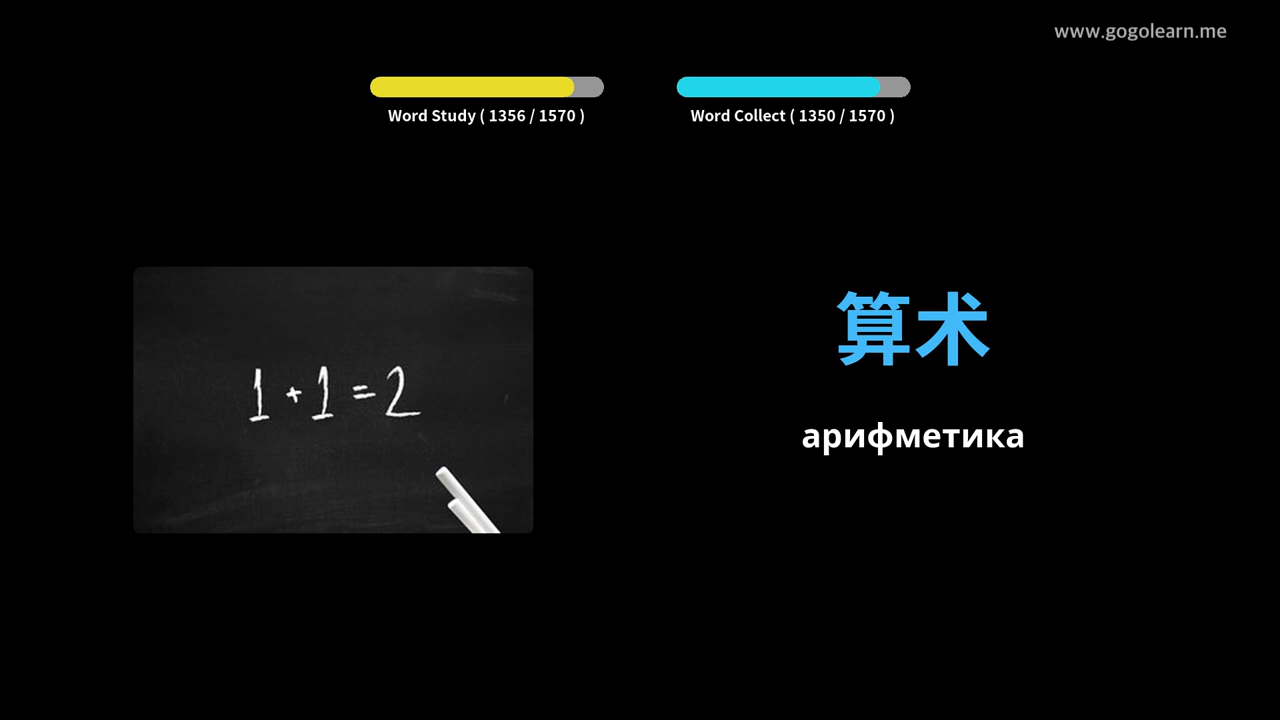 www.gogolearn.me
Word Study ( 1356 / 1570 )
Word Collect ( 1350 / 1570 )
1 + 1 = 2
算术
арифметика